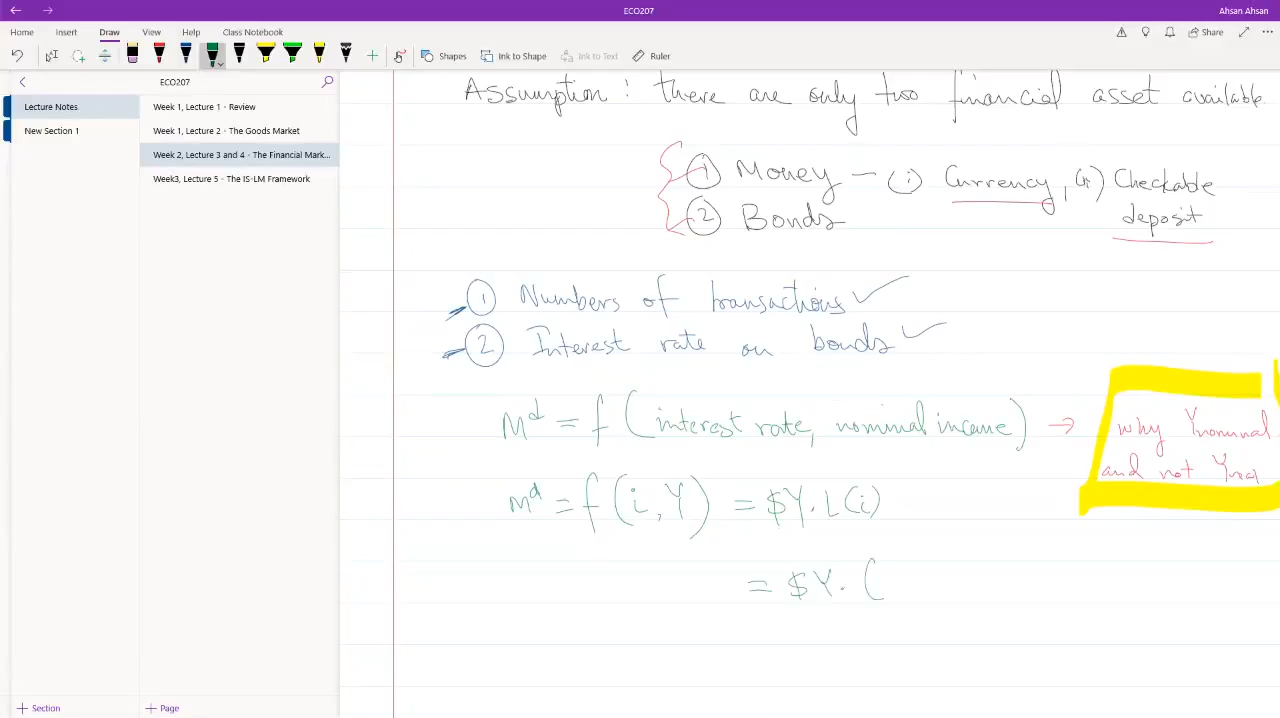 ECO207
Ahsan Ahsan
Home Insert Draw View Help Class Notebook
Share
Shapes Ink to Shape Ink to Text Ruler
ECO207
Lecture Notes
New Section 1
Week 1, Lecture 1 - Review
Week 1, Lecture 2 - The Goods Market
Week 2, Lecture 3 and 4 - The Financial Mark...
Week3, Lecture 5 - The IS-LM Framework
Assumption : there are only two financial asset available
① Money – (i) Currency, (ii) Checkable
deposit
② Bonds
① Numbers of transactions ✓
② Interest rate on bonds ✓
M^d = f (interest rate, nominal income) →
why Ynominal
and not Yreal
M^d = f (i, Y) = $Y. L(i)
= $Y. (
+ Section
+ Page